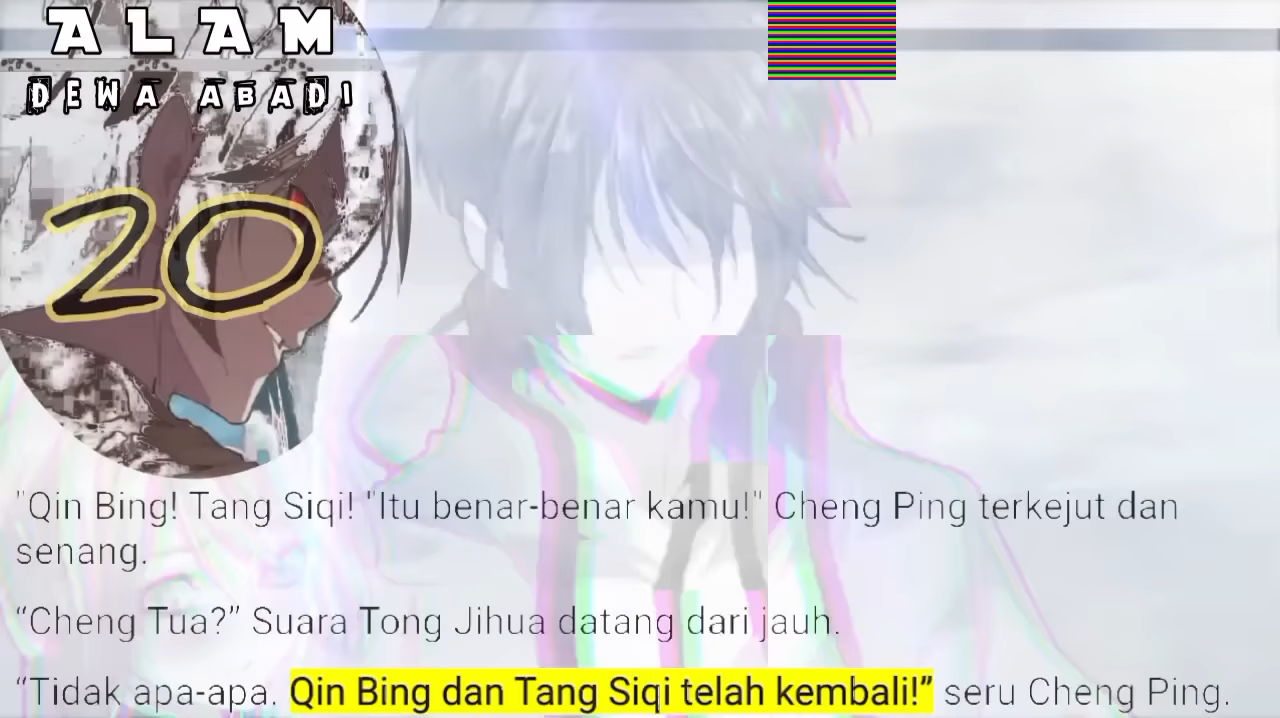 ALAM
DEWA ABADI
20
"Qin Bing! Tang Siqi! "Itu benar-benar kamu!" Cheng Ping terkejut dan
senang.
“Cheng Tua?” Suara Tong Jihua datang dari jauh.
“Tidak apa-apa. Qin Bing dan Tang Siqi telah kembali!” seru Cheng Ping.